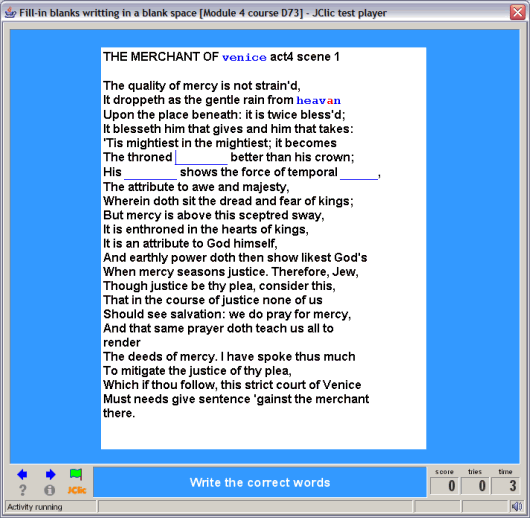 Fill-in blanks writting in a blank space [Module 4 course D73] - JClic test player
THE MERCHANT OF venice act4 scene 1
The quality of mercy is not strain'd,
It droppeth as the gentle rain from heavan
Upon the place beneath: it is twice bless'd;
It blesseth him that gives and him that takes:
'Tis mightiest in the mightiest; it becomes
The throned ________ better than his crown;
His ________ shows the force of temporal ______,
The attribute to awe and majesty,
Wherein doth sit the dread and fear of kings;
But mercy is above this sceptred sway,
It is enthroned in the hearts of kings,
It is an attribute to God himself,
And earthly power doth then show likest God's
When mercy seasons justice. Therefore, Jew,
Though justice be thy plea, consider this,
That in the course of justice none of us
Should see salvation: we do pray for mercy,
And that same prayer doth teach us all to
render
The deeds of mercy. I have spoke thus much
To mitigate the justice of thy plea,
Which if thou follow, this strict court of Venice
Must needs give sentence 'gainst the merchant
there.
JClic
Write the correct words
score tries time
0 0 3
Activity running